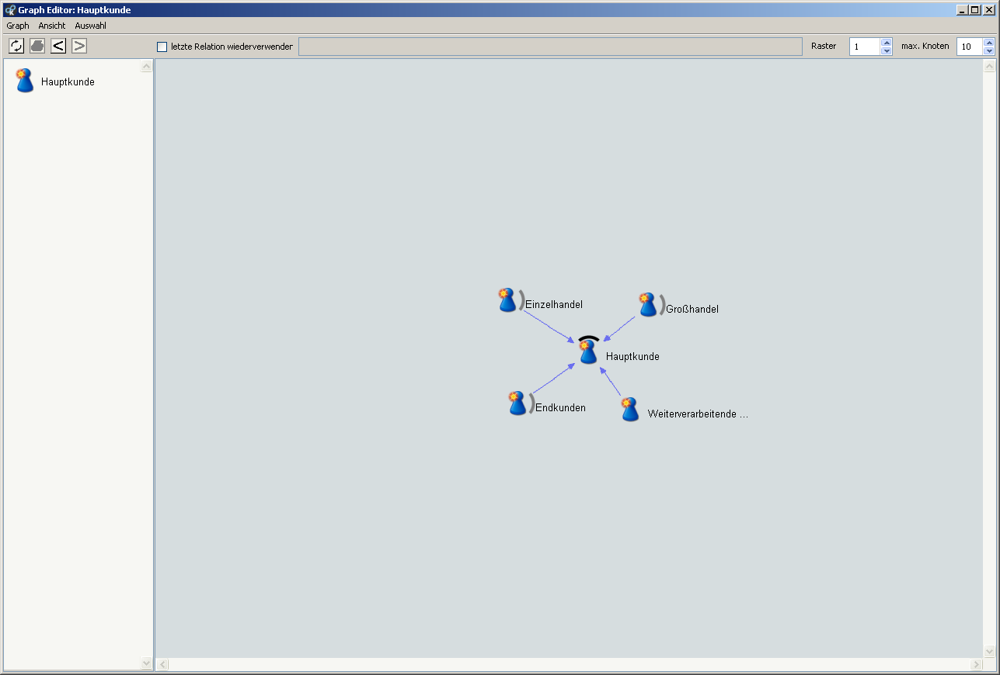 Graph Editor: Hauptkunde
Graph Ansicht Auswahl
letzte Relation wiederverwender Raster 1 max. Knoten 10
Hauptkunde
Einzelhandel
Großhandel
Hauptkunde
Endkunden
Weiterverarbeitende ...